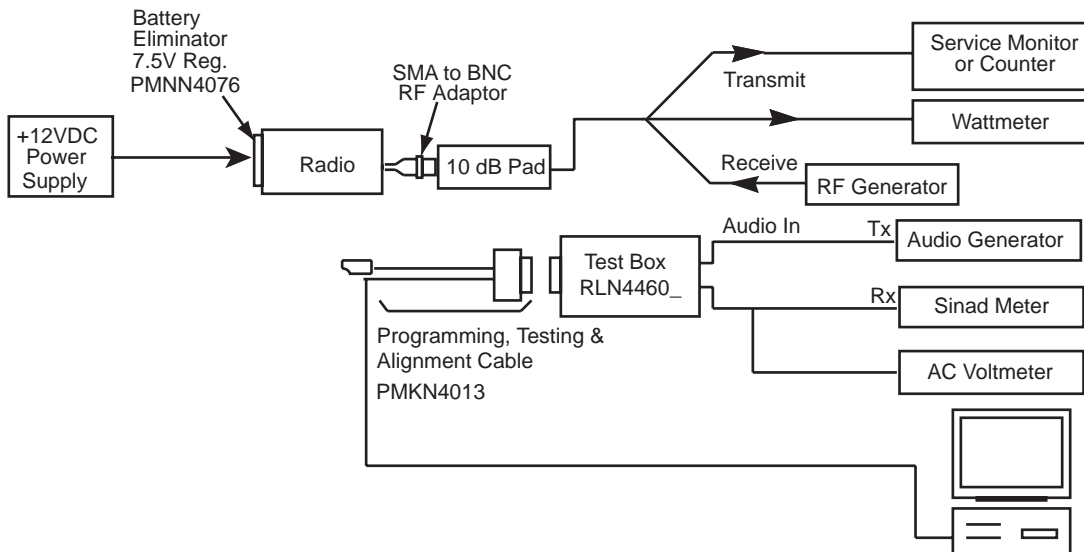 Battery
Eliminator
7.5V Reg.
PMNN4076
SMA to BNC
RF Adaptor
+12VDC
Power
Supply
Radio
10 dB Pad
Transmit
Service Monitor
or Counter
Wattmeter
Receive
RF Generator
Audio In
Tx
Audio Generator
Test Box
RLN4460_
Rx
Sinad Meter
Programming, Testing &
Alignment Cable
PMKN4013
AC Voltmeter